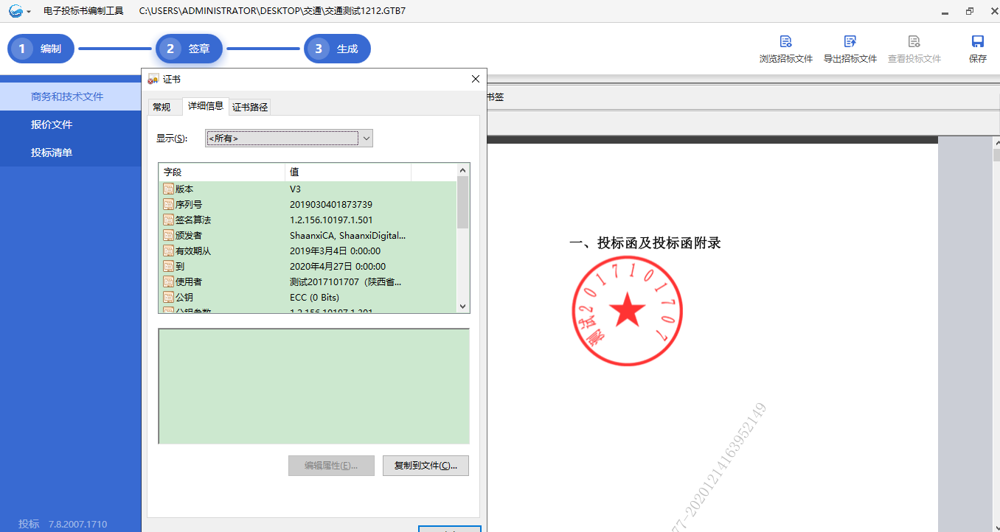 电子投标书编制工具 C:\USERS\ADMINISTRATOR\DESKTOP\交通\交通测试1212.GTB7
1 编制 2 签章 3 生成
浏览招标文件 导出招标文件 查看投标文件 保存
商务和技术文件
报价文件
投标清单
投标 7.8.2007.1710
证书
常规 详细信息 证书路径
显示(S): <所有>
字段 值
版本 V3
序列号 2019030401873739
签名算法 1.2.156.10197.1.501
颁发者 ShaanxiCA, ShaanxiDigital...
有效期从 2019年3月4日 0:00:00
到 2020年4月27日 0:00:00
使用者 测试2017101707（陕西省...
公钥 ECC (0 Bits)
公钥参数 1.2.156.10197.1.301
编辑属性(E)... 复制到文件(C)...
书签
一、投标函及投标函附录
测试2017101707
77-20201214163952149